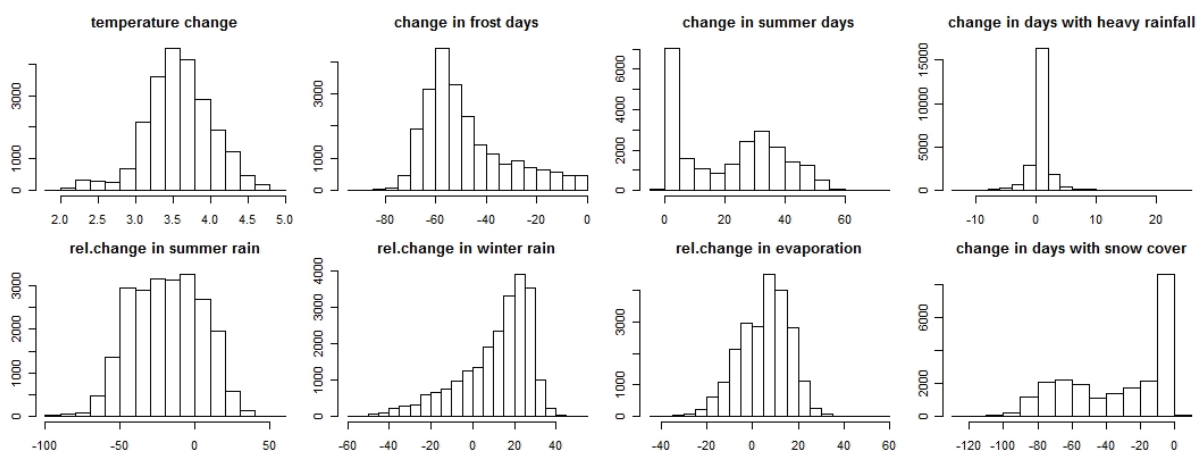 temperature change
change in frost days
change in summer days
change in days with heavy rainfall
0 1000 3000
2.0 2.5 3.0 3.5 4.0 4.5 5.0
0 1000 3000
-80 -60 -40 -20 0
0 2000 4000 6000
0 20 40 60
0 5000 10000 15000
-10 0 10 20
rel.change in summer rain
rel.change in winter rain
rel.change in evaporation
change in days with snow cover
0 1000 2000 3000
-100 -50 0 50
0 1000 2000 3000 4000
-60 -40 -20 0 20 40
0 1000 3000
-40 -20 0 20 40 60
0 2000 6000
-120 -100 -80 -60 -40 -20 0